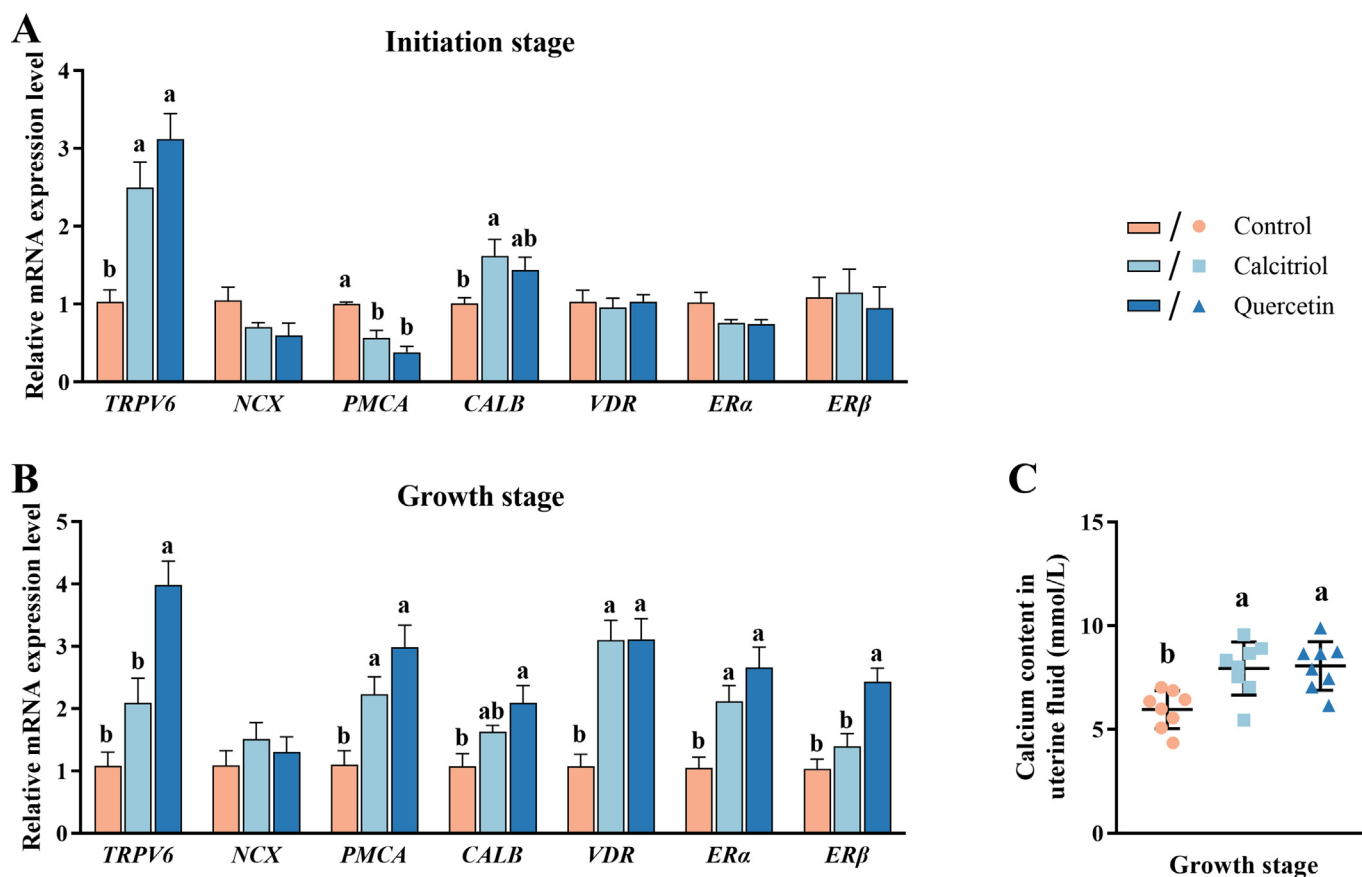 A
Initiation stage
Relative mRNA expression level
4
3
2
1
0
b a a
a b b
b a ab
TRPV6 NCX PMCA CALB VDR ERα ERβ
/ Control
/ Calcitriol
/ Quercetin
B
Growth stage
Relative mRNA expression level
5
4
3
2
1
0
b b a
b a a
b ab a
b a a
b a a
b b a
TRPV6 NCX PMCA CALB VDR ERα ERβ
C
Calcium content in
uterine fluid (mmol/L)
15
10
5
0
b a a
Growth stage